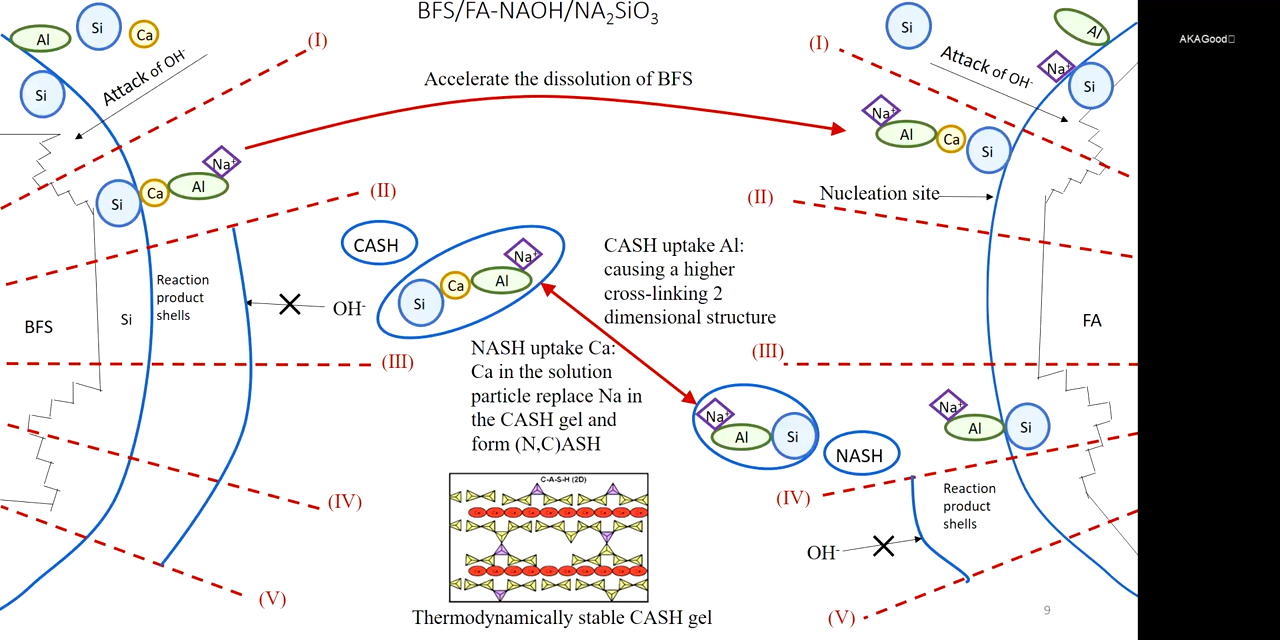 BFS/FA-NAOH/NA₂SiO₃
AKAGood
Al
Si
Ca
Si
Attack of OH⁻
(I)
Accelerate the dissolution of BFS
(I)
Si
Attack of OH⁻
Al
Na⁺
Si
Na⁺
Al
Ca
Si
Na⁺
Si
Ca
Al
(II)
(II)
Nucleation site
CASH
Na⁺
Si
Ca
Al
CASH uptake Al:
causing a higher
cross-linking 2
dimensional structure
Reaction
product
shells
OH⁻
BFS
Si
FA
(III)
(III)
NASH uptake Ca:
Ca in the solution
particle replace Na in
the CASH gel and
form (N,C)ASH
Na⁺
Al
Si
NASH
Na⁺
Al
Si
(IV)
(IV)
Reaction
product
shells
OH⁻
C-A-S-H (2D)
Thermodynamically stable CASH gel
(V)
(V)
9